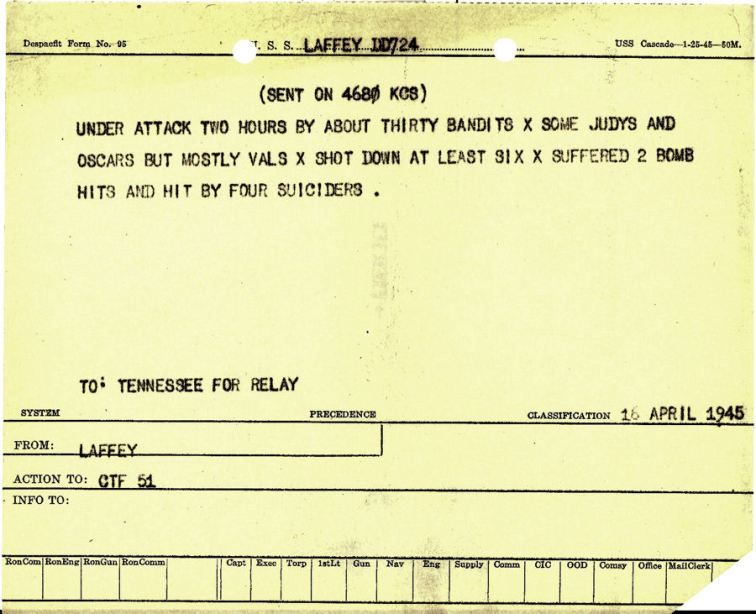 Despacit Form No. 95
U. S. S. LAFFEY DD724
USS Cascade—1-25-45—50M.
(SENT ON 4680 KCS)
UNDER ATTACK TWO HOURS BY ABOUT THIRTY BANDITS X SOME JUDYS AND
OSCARS BUT MOSTLY VALS X SHOT DOWN AT LEAST SIX X SUFFERED 2 BOMB
HITS AND HIT BY FOUR SUICIDERS .
TO: TENNESSEE FOR RELAY
SYSTEM PRECEDENCE CLASSIFICATION 16 APRIL 1945
FROM: LAFFEY
ACTION TO: CTF 51
INFO TO:
RonCom RonEng RonGun RonComm Capt Exec Torp 1stLt Gun Nav Eng Supply Comm CIC OOD Comsy Office MailClerk